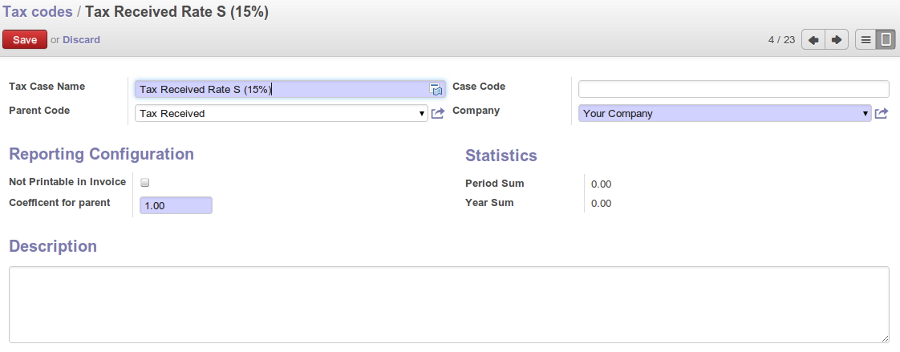 Tax codes / Tax Received Rate S (15%)
Save or Discard 4 / 23
Tax Case Name Tax Received Rate S (15%) Case Code
Parent Code Tax Received Company Your Company
Reporting Configuration Statistics
Not Printable in Invoice Period Sum 0.00
Coefficent for parent 1.00 Year Sum 0.00
Description